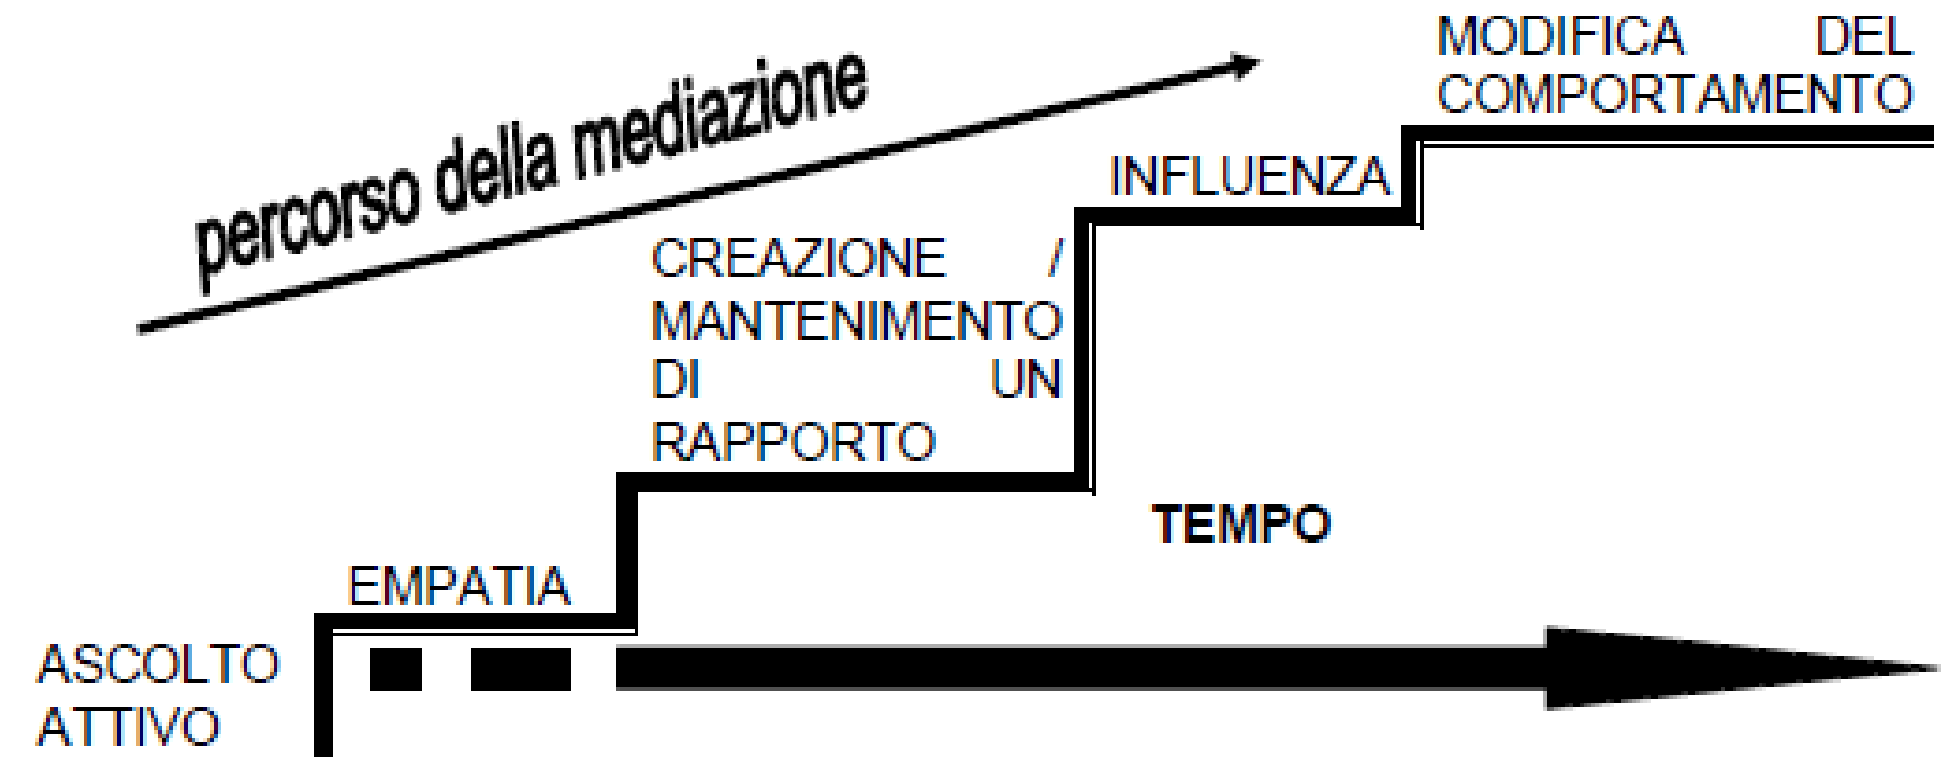 percorso della mediazione
MODIFICA DEL
COMPORTAMENTO
INFLUENZA
CREAZIONE /
MANTENIMENTO
DI UN
RAPPORTO
TEMPO
EMPATIA
ASCOLTO
ATTIVO